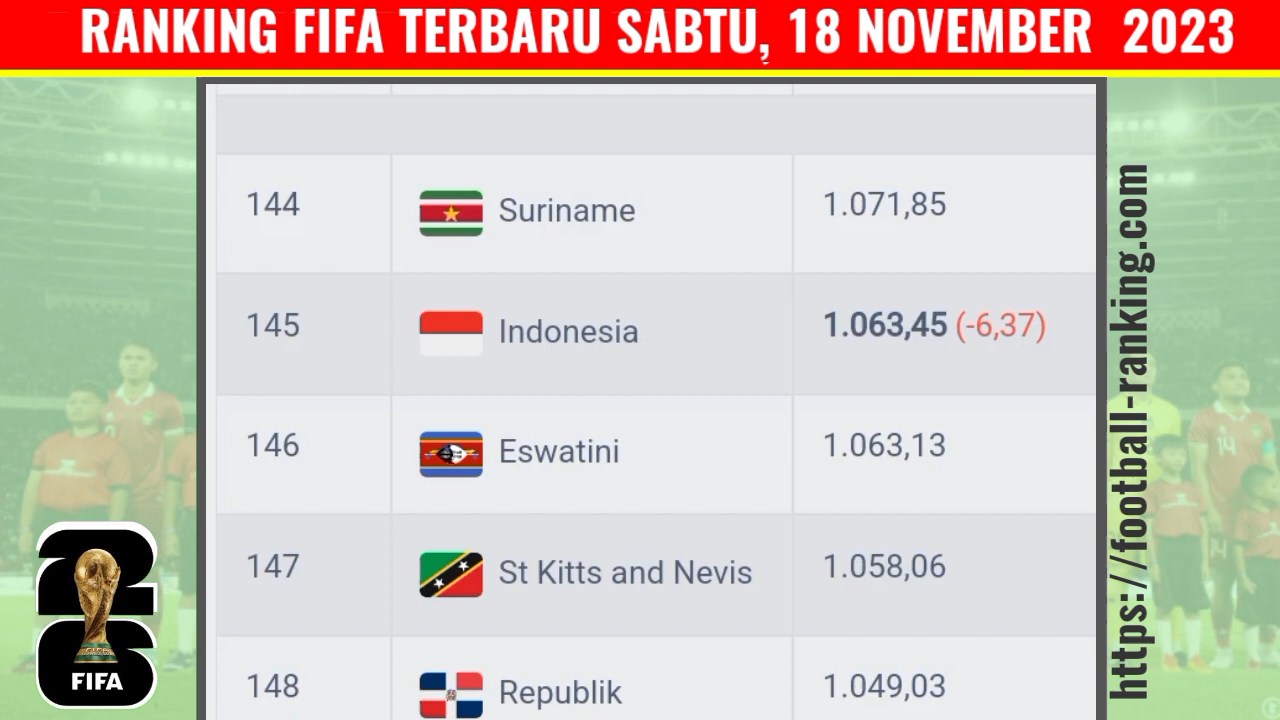 RANKING FIFA TERBARU SABTU, 18 NOVEMBER 2023
144 Suriname 1.071,85
145 Indonesia 1.063,45 (-6,37)
146 Eswatini 1.063,13
147 St Kitts and Nevis 1.058,06
148 Republik 1.049,03
https://football-ranking.com
26
FIFA
14